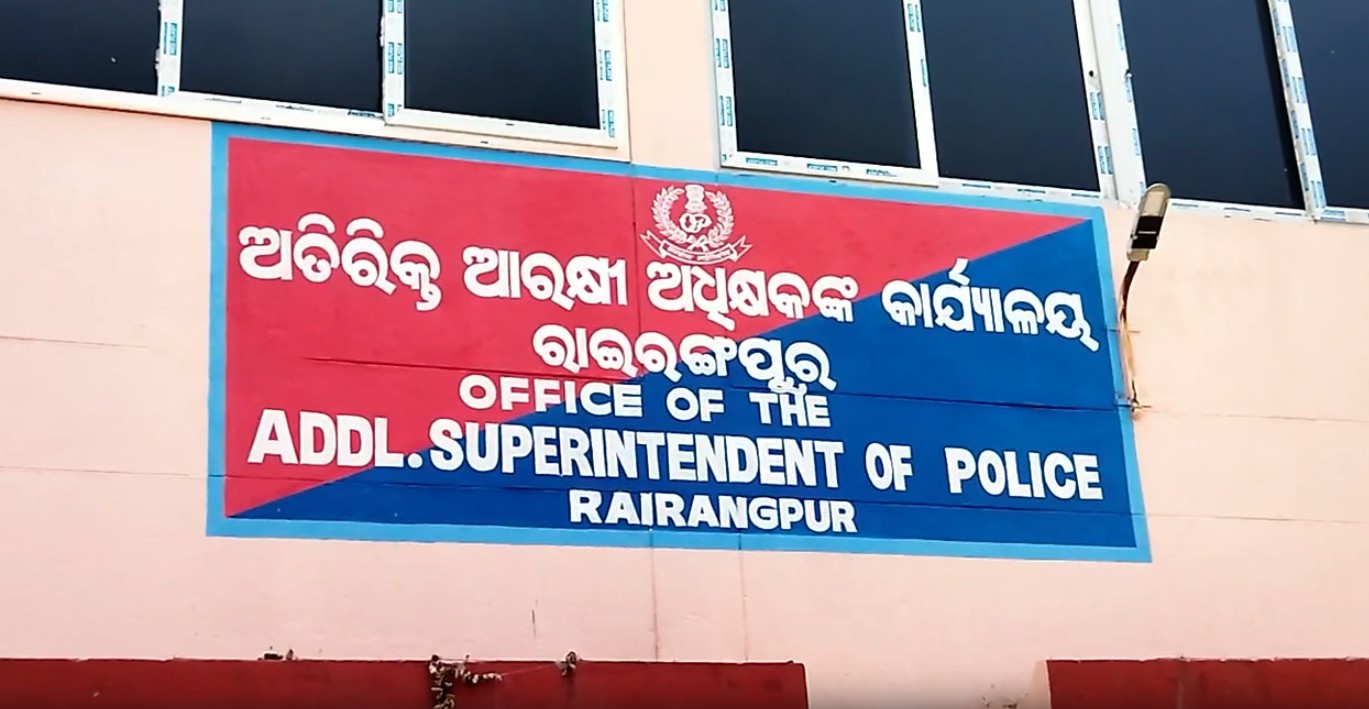 ଅତିରିକ୍ତ ଆରକ୍ଷୀ ଅଧିକ୍ଷକଙ୍କ କାର୍ଯ୍ୟାଳୟ
ରାଇରଙ୍ଗପୁର
OFFICE OF THE
ADDL. SUPERINTENDENT OF POLICE
RAIRANGPUR